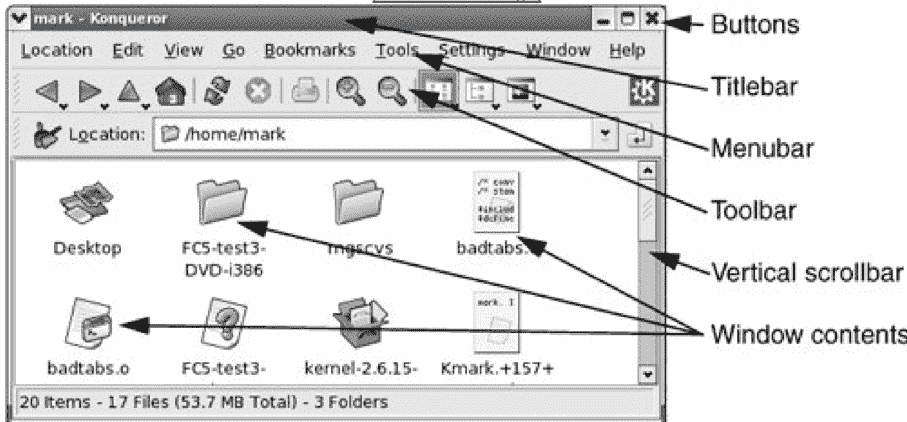 mark - Konqueror
Buttons
Location Edit View Go Bookmarks Tools Settings Window Help
Titlebar
Menubar
Location: /home/mark
Toolbar
Desktop FC5-test3-DVD-i386 mgscvs badtabs.
Vertical scrollbar
Window contents
badtabs.o FC5-test3- kernel-2.6.15- Kmark.+157+
20 Items - 17 Files (53.7 MB Total) - 3 Folders